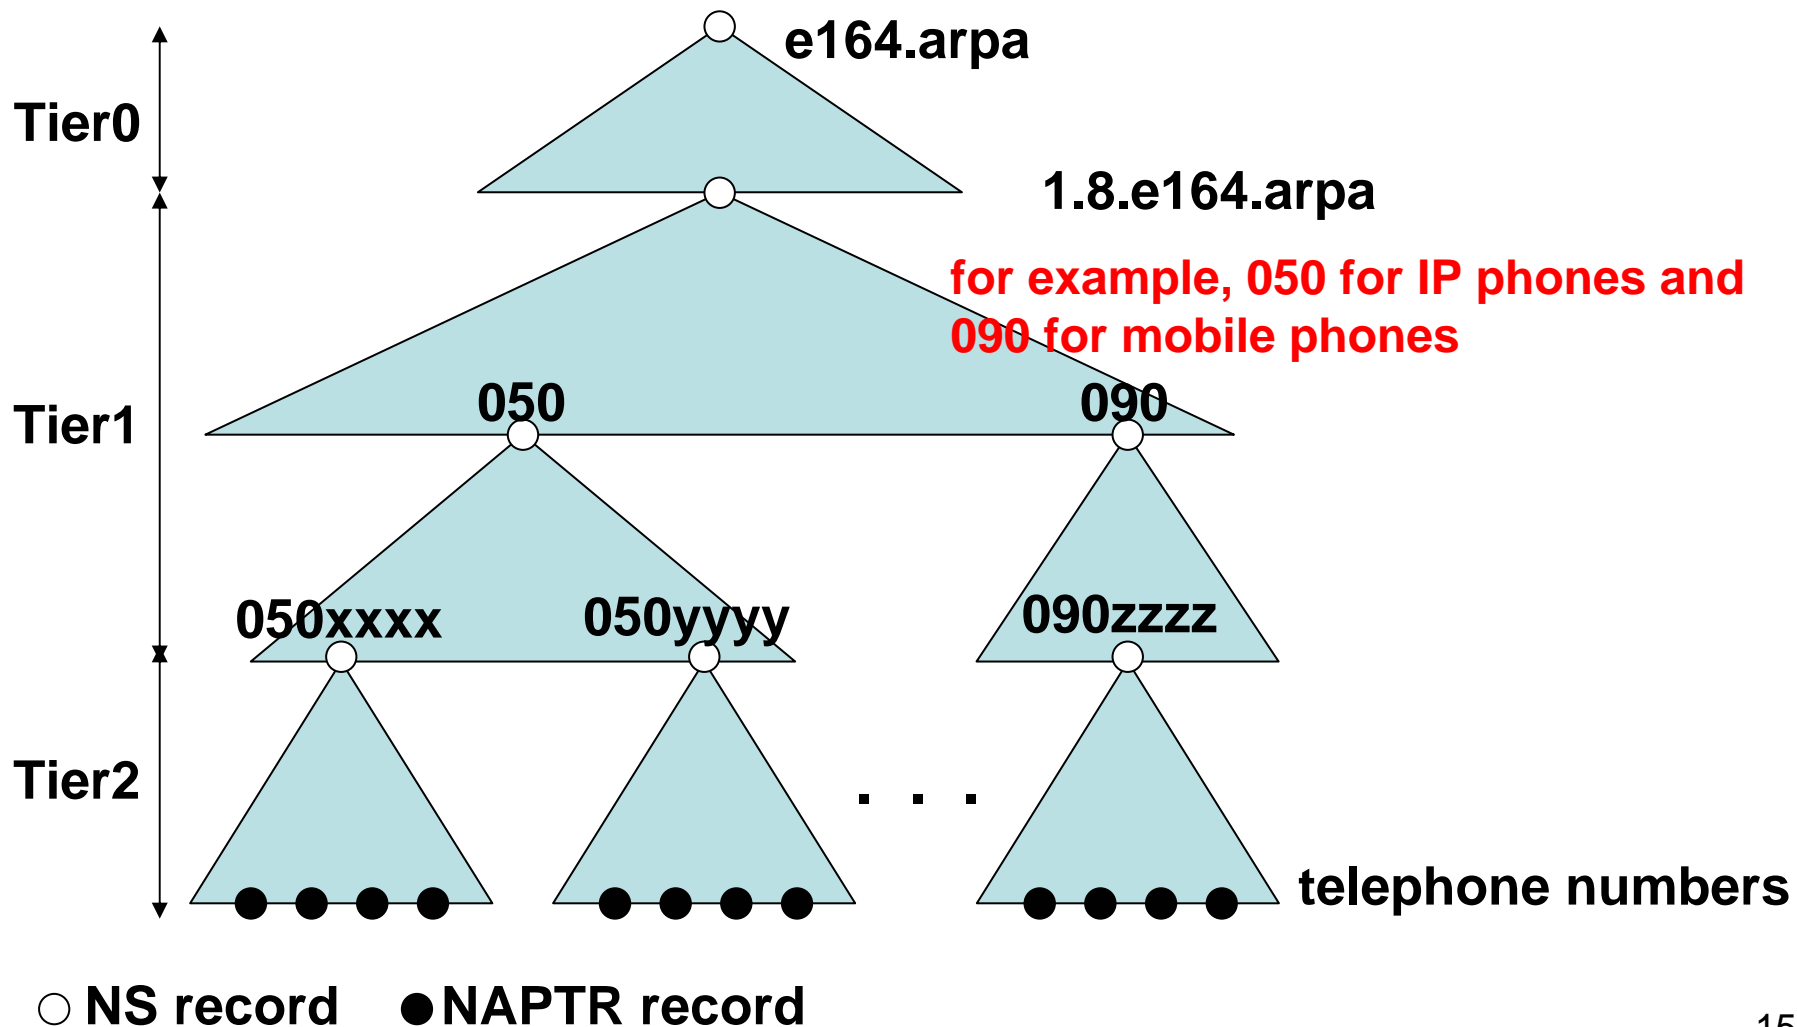 e164.arpa
Tier0
1.8.e164.arpa
for example, 050 for IP phones and
090 for mobile phones
050
090
Tier1
050xxxx
050yyyy
090zzzz
Tier2
. . .
telephone numbers
NS record
NAPTR record
15